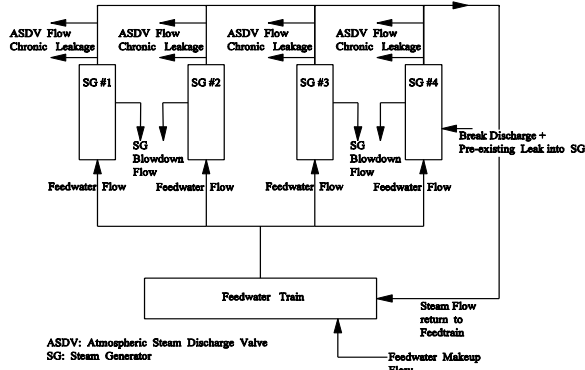 ASDV Flow
Chronic Leakage
ASDV Flow
Chronic Leakage
ASDV Flow
Chronic Leakage
ASDV Flow
Chronic Leakage
SG #1
SG #2
SG #3
SG #4
SG
Blowdown
Flow
SG
Blowdown
Flow
Break Discharge +
Pre-existing Leak into SG
Feedwater Flow
Feedwater Flow
Feedwater Flow
Feedwater Flow
Feedwater Train
Steam Flow
return to
Feedtrain
ASDV: Atmospheric Steam Discharge Valve
SG: Steam Generator
Feedwater Makeup
Flow